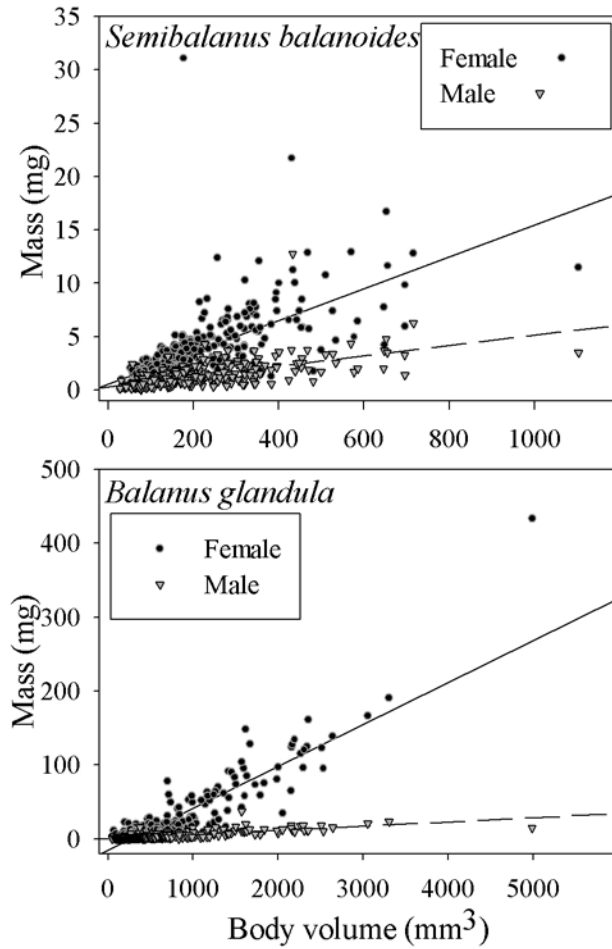 Semibalanus balanoides
Female
Male
Mass (mg)
35
30
25
20
15
10
5
0
0 200 400 600 800 1000
Balanus glandula
Female
Male
Mass (mg)
500
400
300
200
100
0
0 1000 2000 3000 4000 5000
Body volume (mm³)